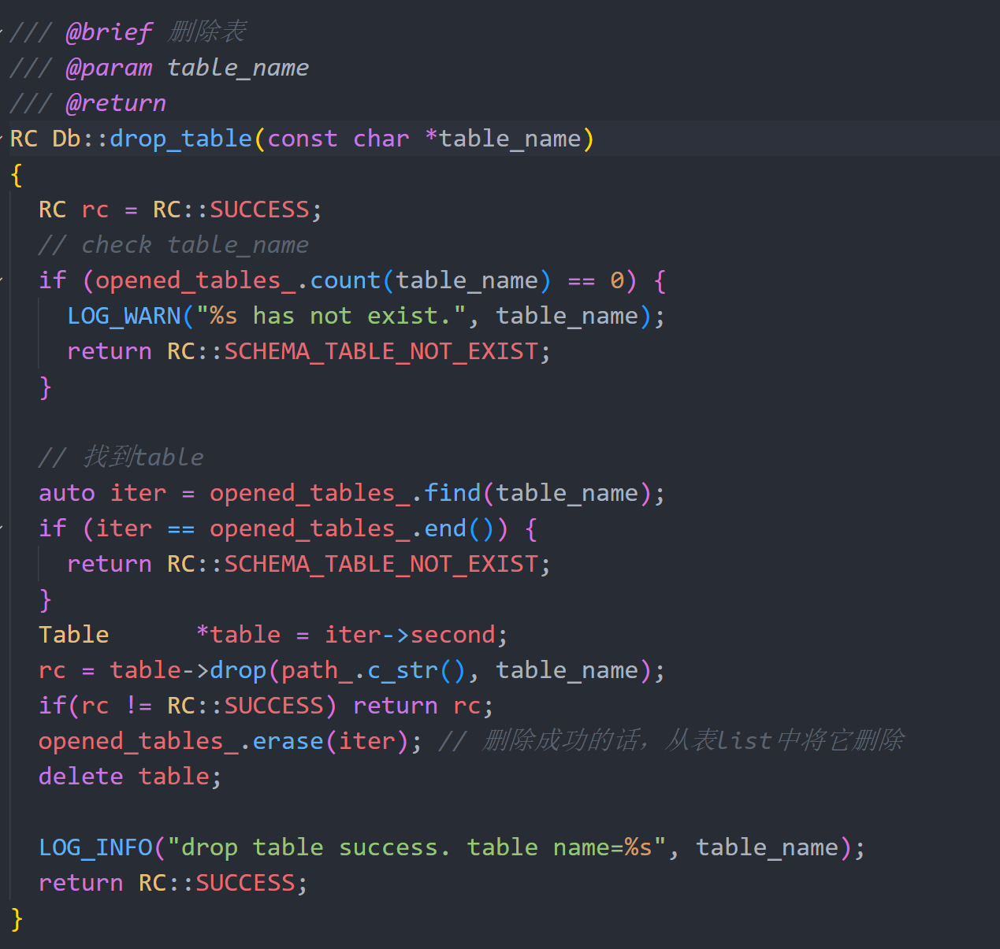 /// @brief 删除表
/// @param table_name
/// @return
RC Db::drop_table(const char *table_name)
{
  RC rc = RC::SUCCESS;
  // check table_name
  if (opened_tables_.count(table_name) == 0) {
    LOG_WARN("%s has not exist.", table_name);
    return RC::SCHEMA_TABLE_NOT_EXIST;
  }

  // 找到table
  auto iter = opened_tables_.find(table_name);
  if (iter == opened_tables_.end()) {
    return RC::SCHEMA_TABLE_NOT_EXIST;
  }
  Table      *table = iter->second;
  rc = table->drop(path_.c_str(), table_name);
  if(rc != RC::SUCCESS) return rc;
  opened_tables_.erase(iter); // 删除成功的话，从表list中将它删除
  delete table;

  LOG_INFO("drop table success. table name=%s", table_name);
  return RC::SUCCESS;
}